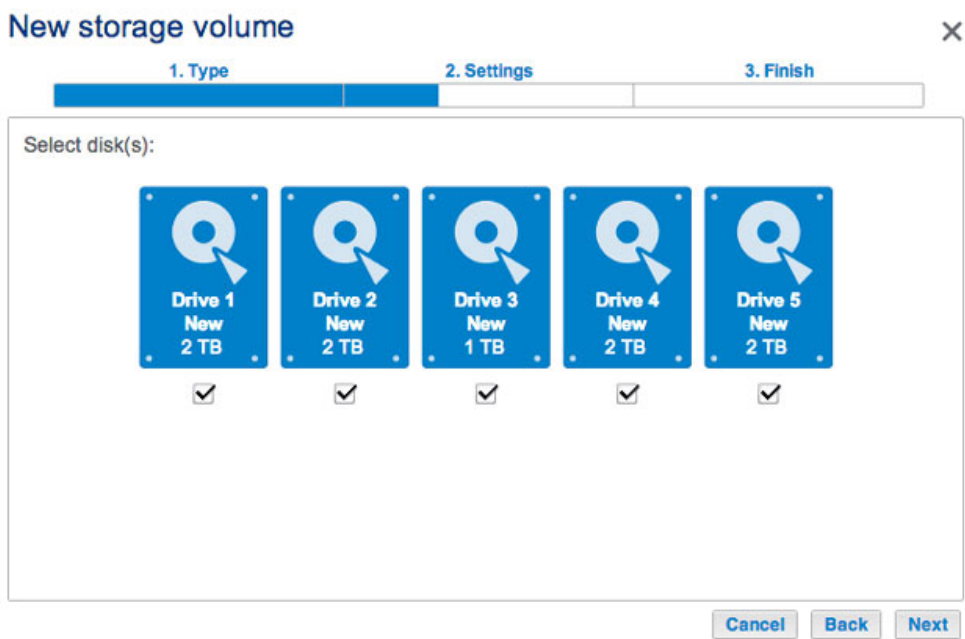 New storage volume
1. Type 2. Settings 3. Finish
Select disk(s):
Drive 1 Drive 2 Drive 3 Drive 4 Drive 5
New New New New New
2 TB 2 TB 1 TB 2 TB 2 TB
Cancel Back Next